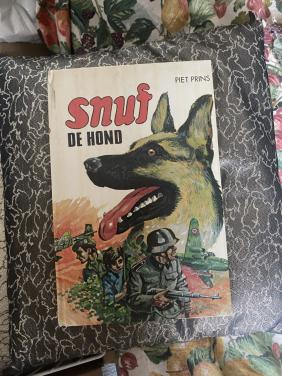 PIET PRINS
snuf
DE HOND